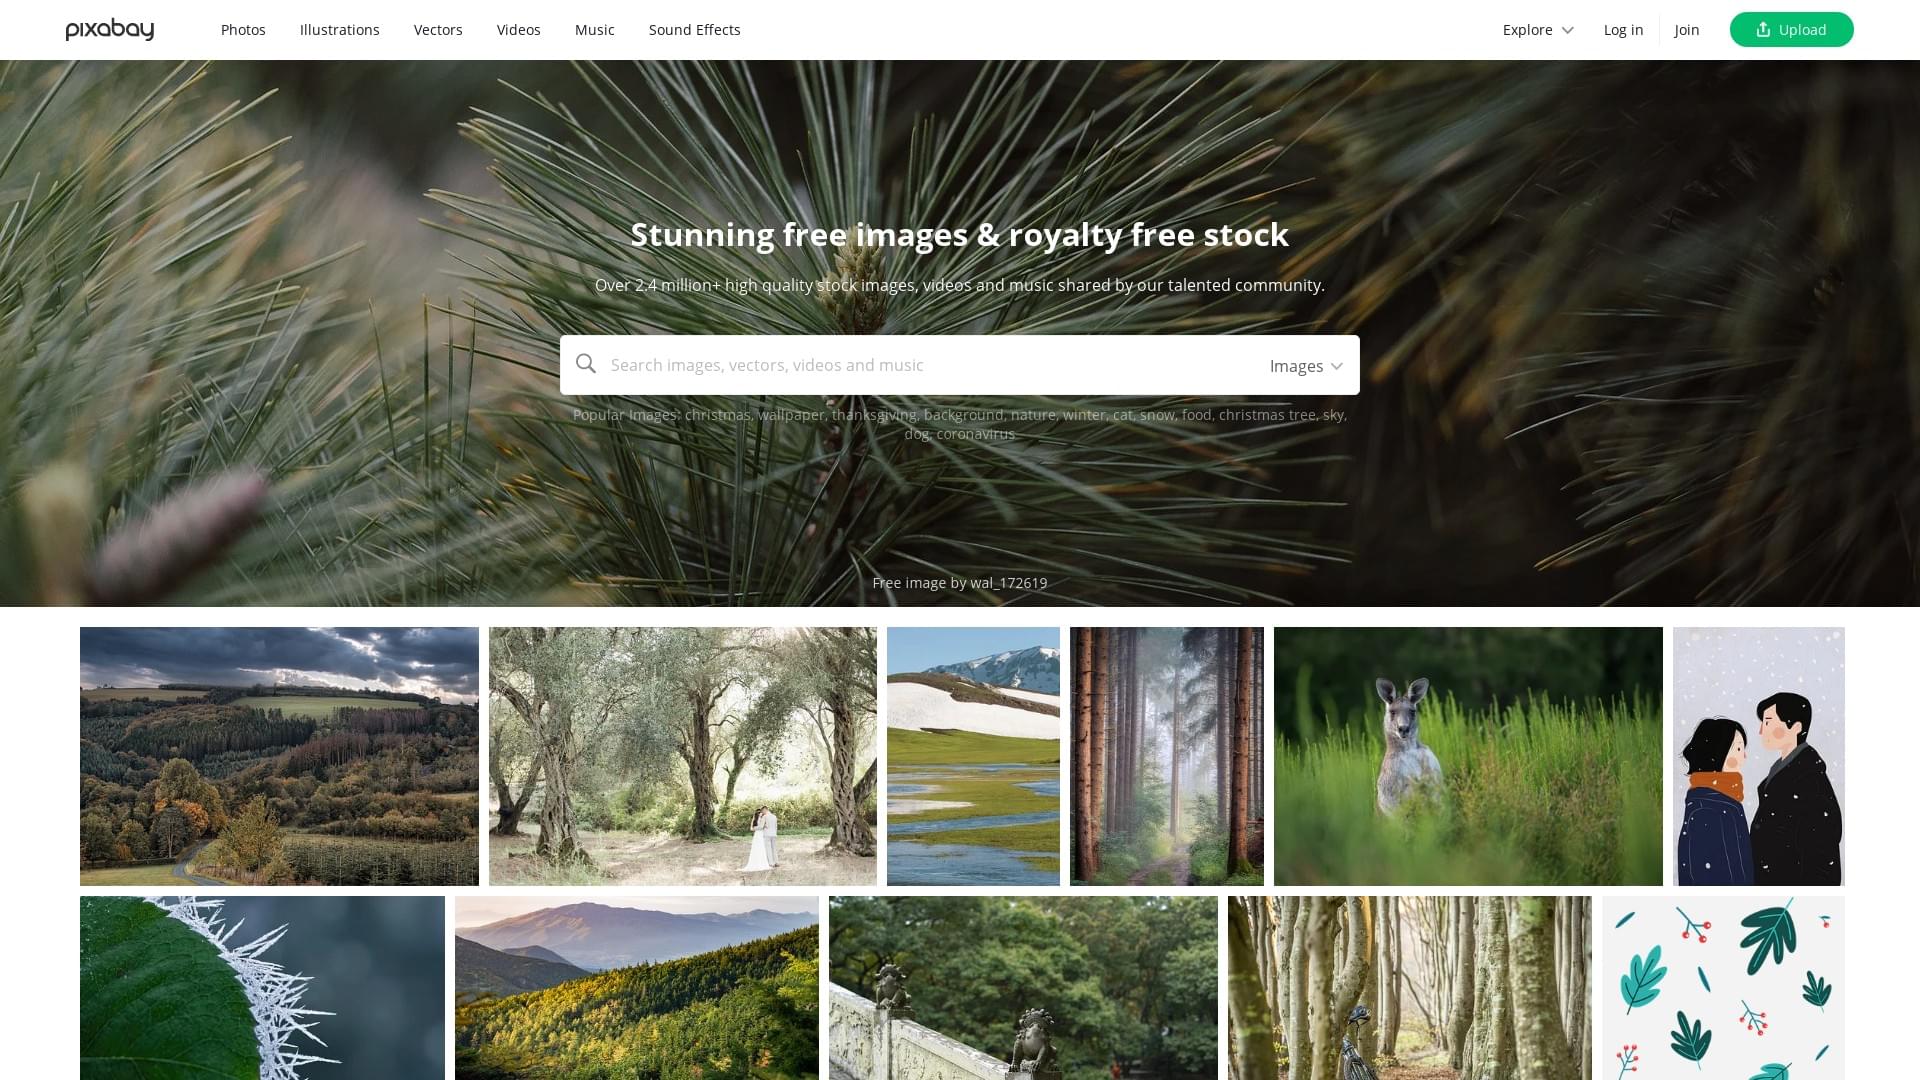 pixabay Photos Illustrations Vectors Videos Music Sound Effects Explore Log in Join Upload
Stunning free images & royalty free stock
Over 2.4 million+ high quality stock images, videos and music shared by our talented community.
Search images, vectors, videos and music Images
Popular Images: christmas, wallpaper, thanksgiving, background, nature, winter, cat, snow, food, christmas tree, sky,
dog, coronavirus
Free image by wal_172619